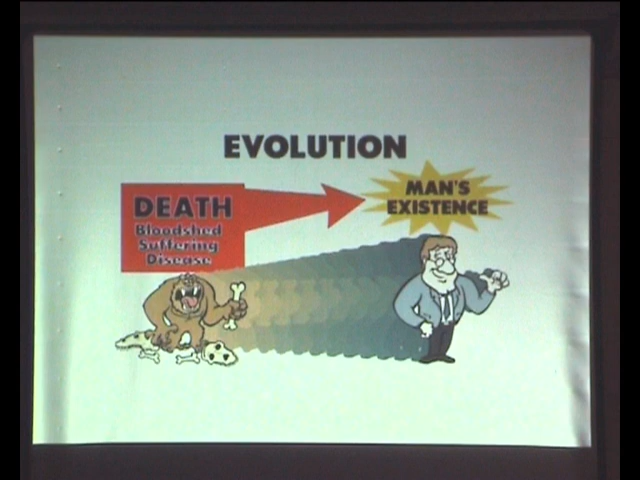 EVOLUTION
DEATH
Bloodshed
Suffering
Disease
MAN'S
EXISTENCE